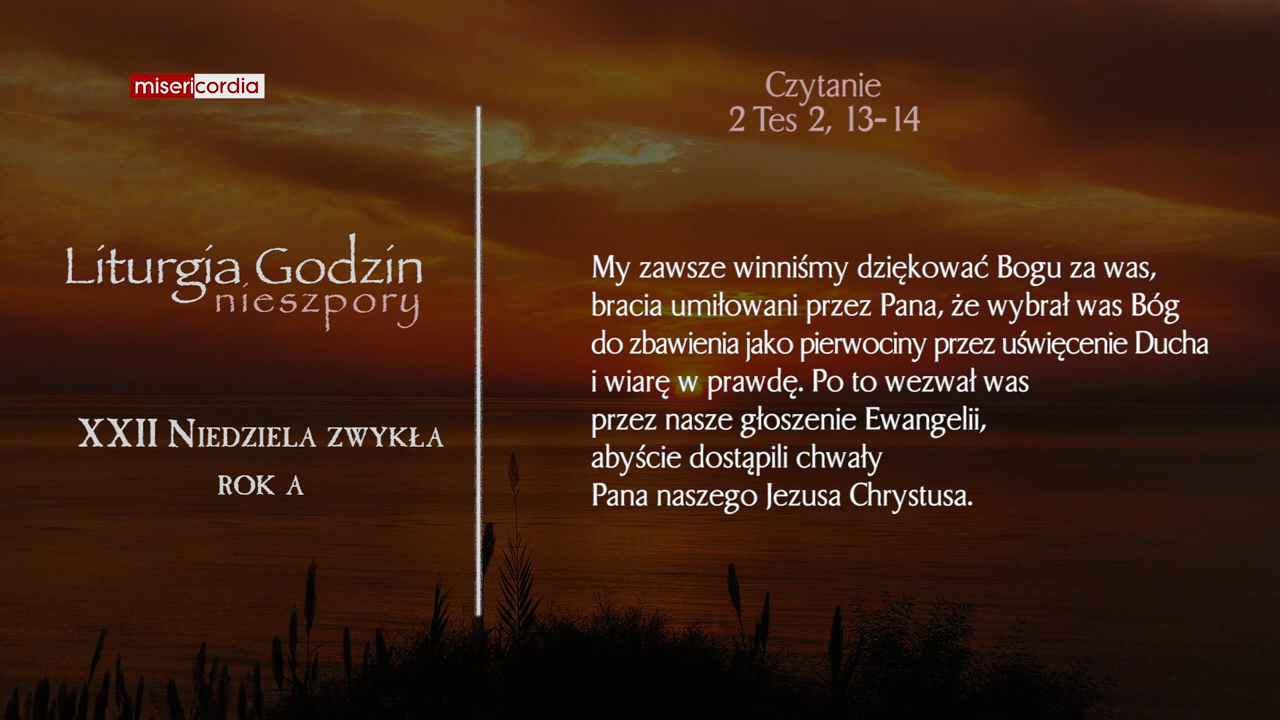 misericordia
Liturgia Godzin
nieszpory
XXII Niedziela zwykła
rok A
Czytanie
2 Tes 2, 13-14
My zawsze winniśmy dziękować Bogu za was,
bracia umiłowani przez Pana, że wybrał was Bóg
do zbawienia jako pierwociny przez uświęcenie Ducha
i wiarę w prawdę. Po to wezwał was
przez nasze głoszenie Ewangelii,
abyście dostąpili chwały
Pana naszego Jezusa Chrystusa.